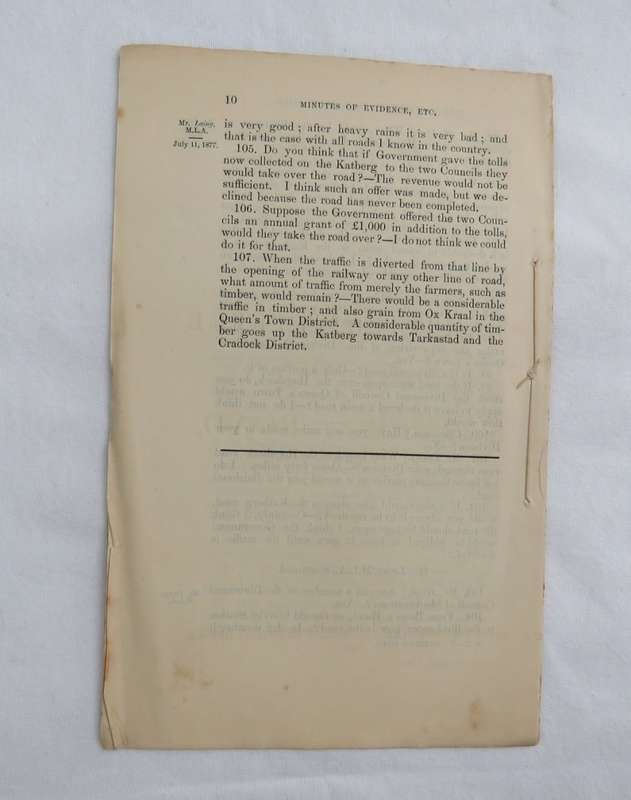 10
MINUTES OF EVIDENCE, ETC.
Mr.
M.L.A.
July 11, 1877.
is very good ; after heavy rains it is very bad ; and
that is the case with all roads I know in the country.
105. Do you think that if Government gave the tolls
now collected on the Katberg to the two Councils they
would take over the road ?—The revenue would not be
sufficient. I think such an offer was made, but we de-
clined because the road has never been completed.
106. Suppose the Government offered the two Coun-
cils an annual grant of £1,000 in addition to the tolls,
would they take the road over ?—I do not think we could
do it for that.
107. When the traffic is diverted from that line by
the opening of the railway or any other line of road,
what amount of traffic from merely the farmers, such as
timber, would remain ?—There would be a considerable
traffic in timber ; and also grain from Ox Kraal in the
Queen's Town District. A considerable quantity of tim-
ber goes up the Katberg towards Tarkastad and the
Cradock District.